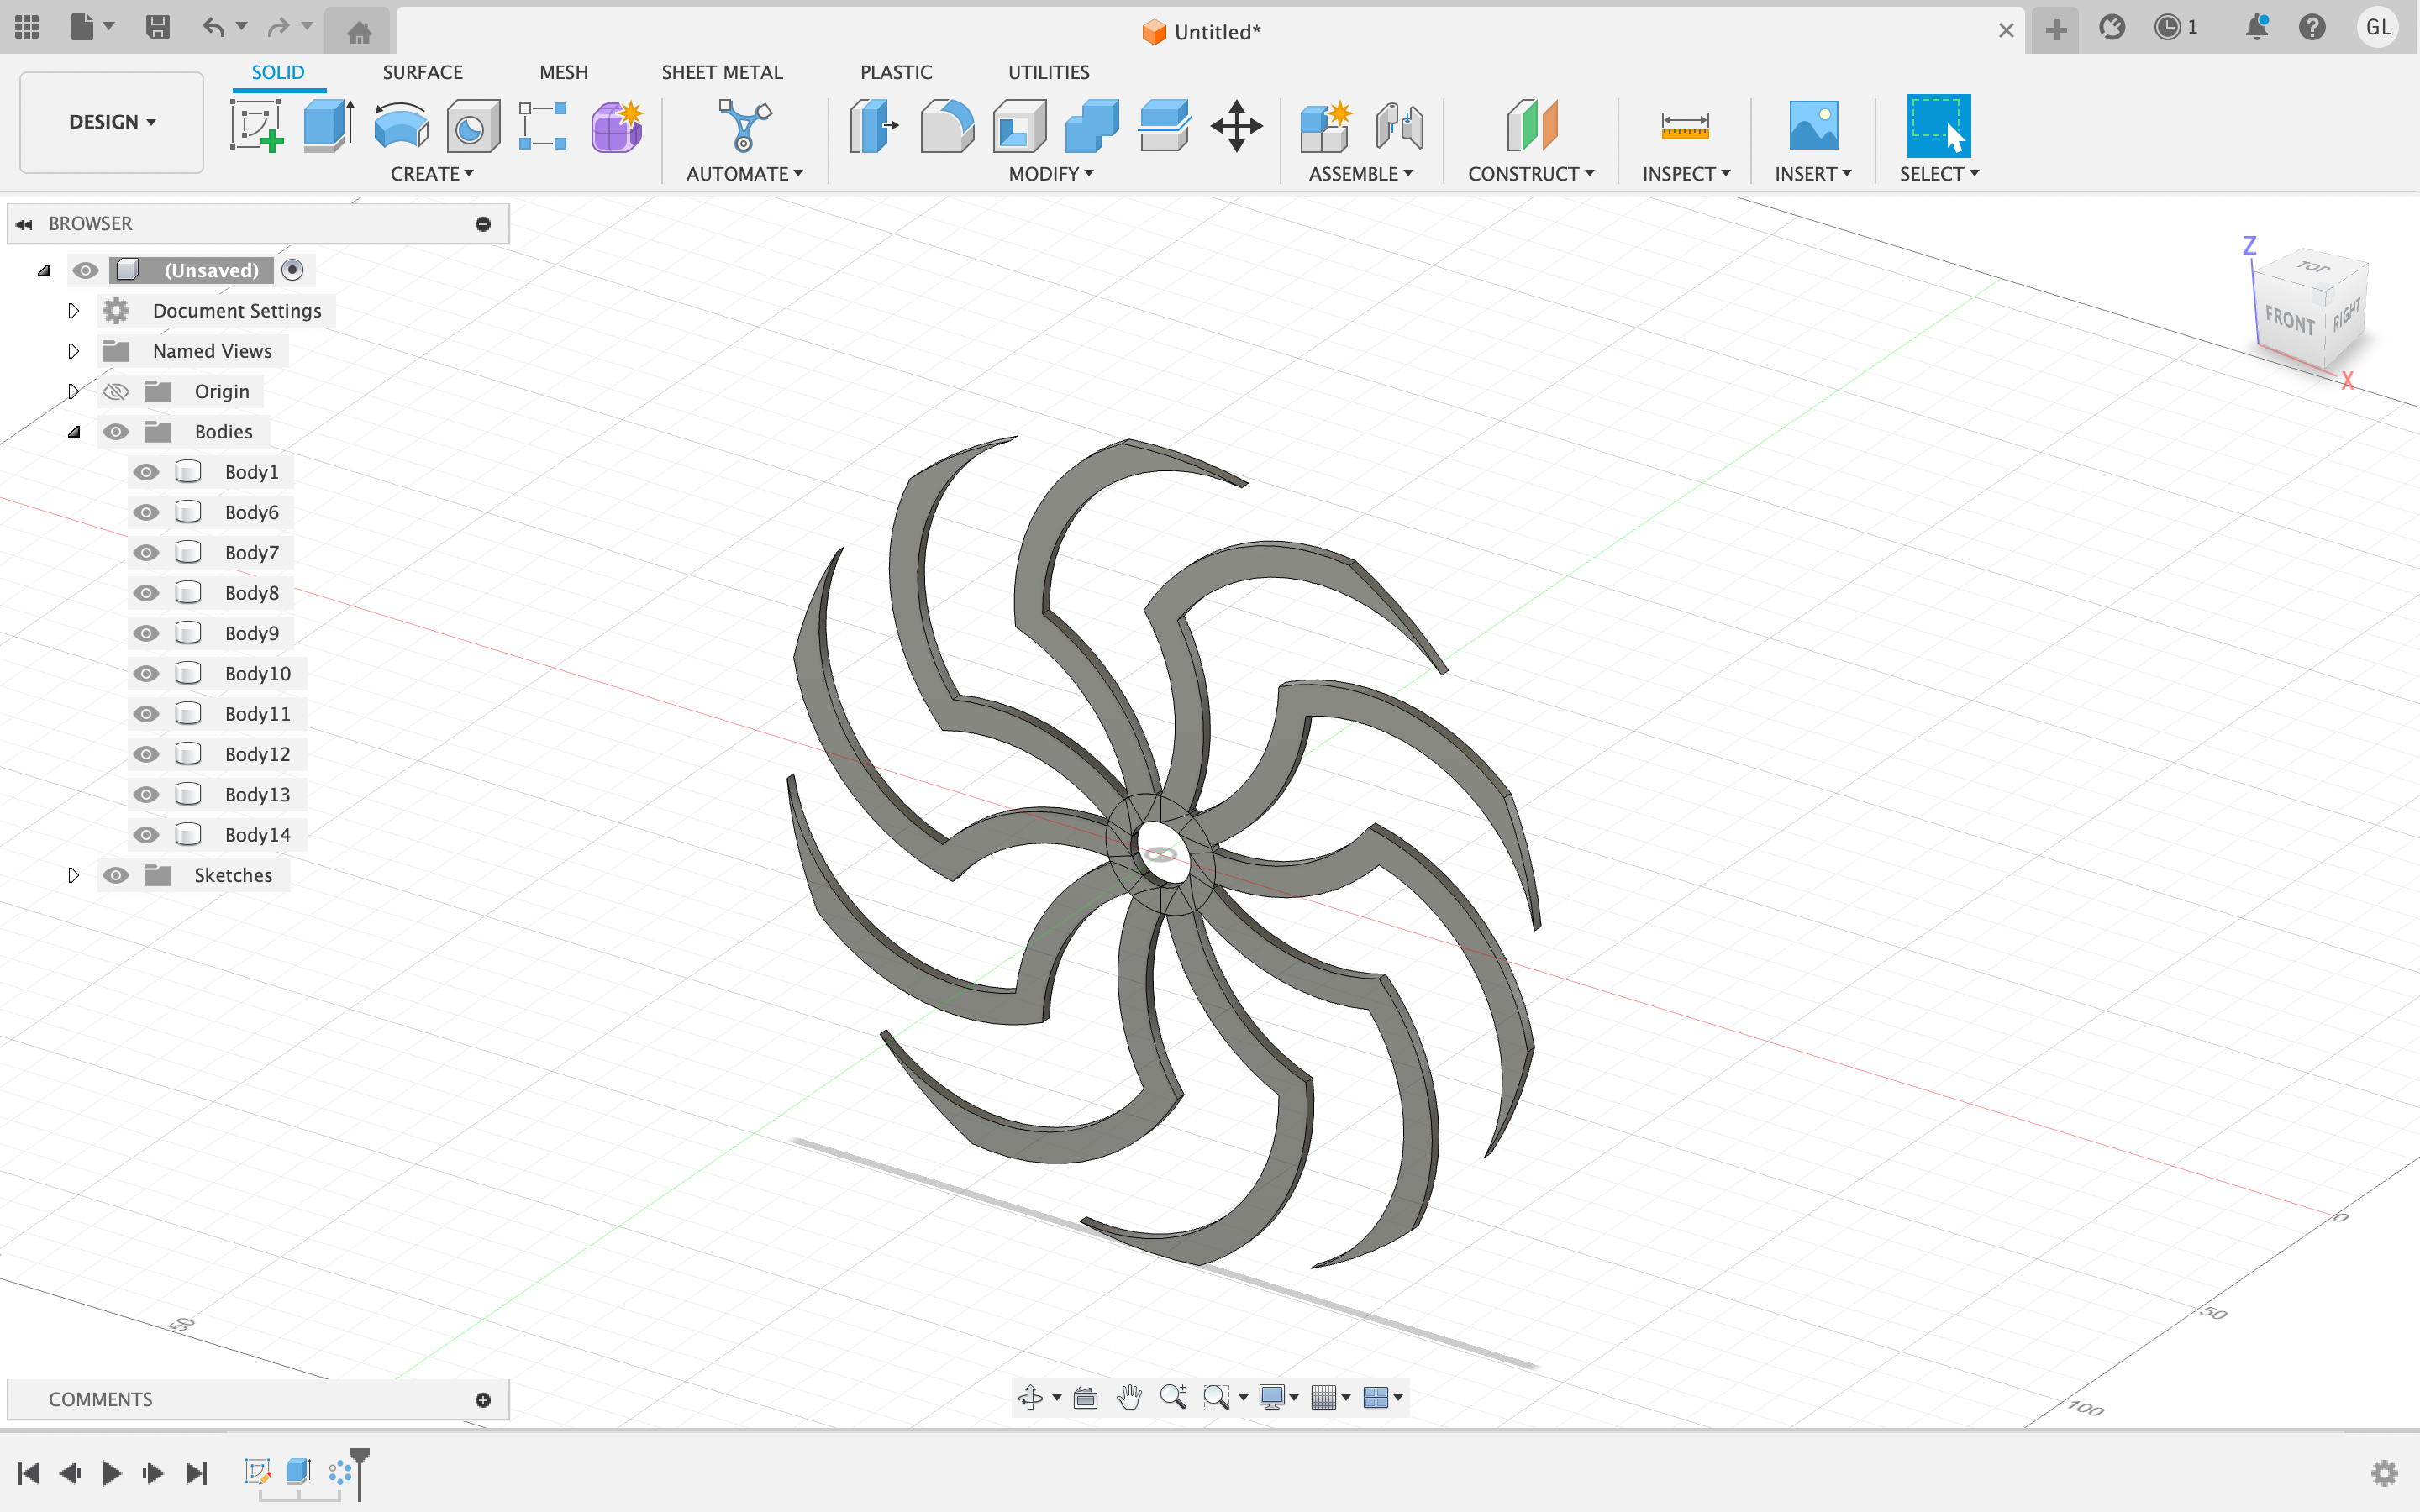 Untitled*
1
GL
DESIGN
SOLID
SURFACE
MESH
SHEET METAL
PLASTIC
UTILITIES
CREATE
AUTOMATE
MODIFY
ASSEMBLE
CONSTRUCT
INSPECT
INSERT
SELECT
BROWSER
(Unsaved)
Document Settings
Named Views
Origin
Bodies
Body1
Body6
Body7
Body8
Body9
Body10
Body11
Body12
Body13
Body14
Sketches
Z
TOP
FRONT
RIGHT
X
0
50
50
100
COMMENTS